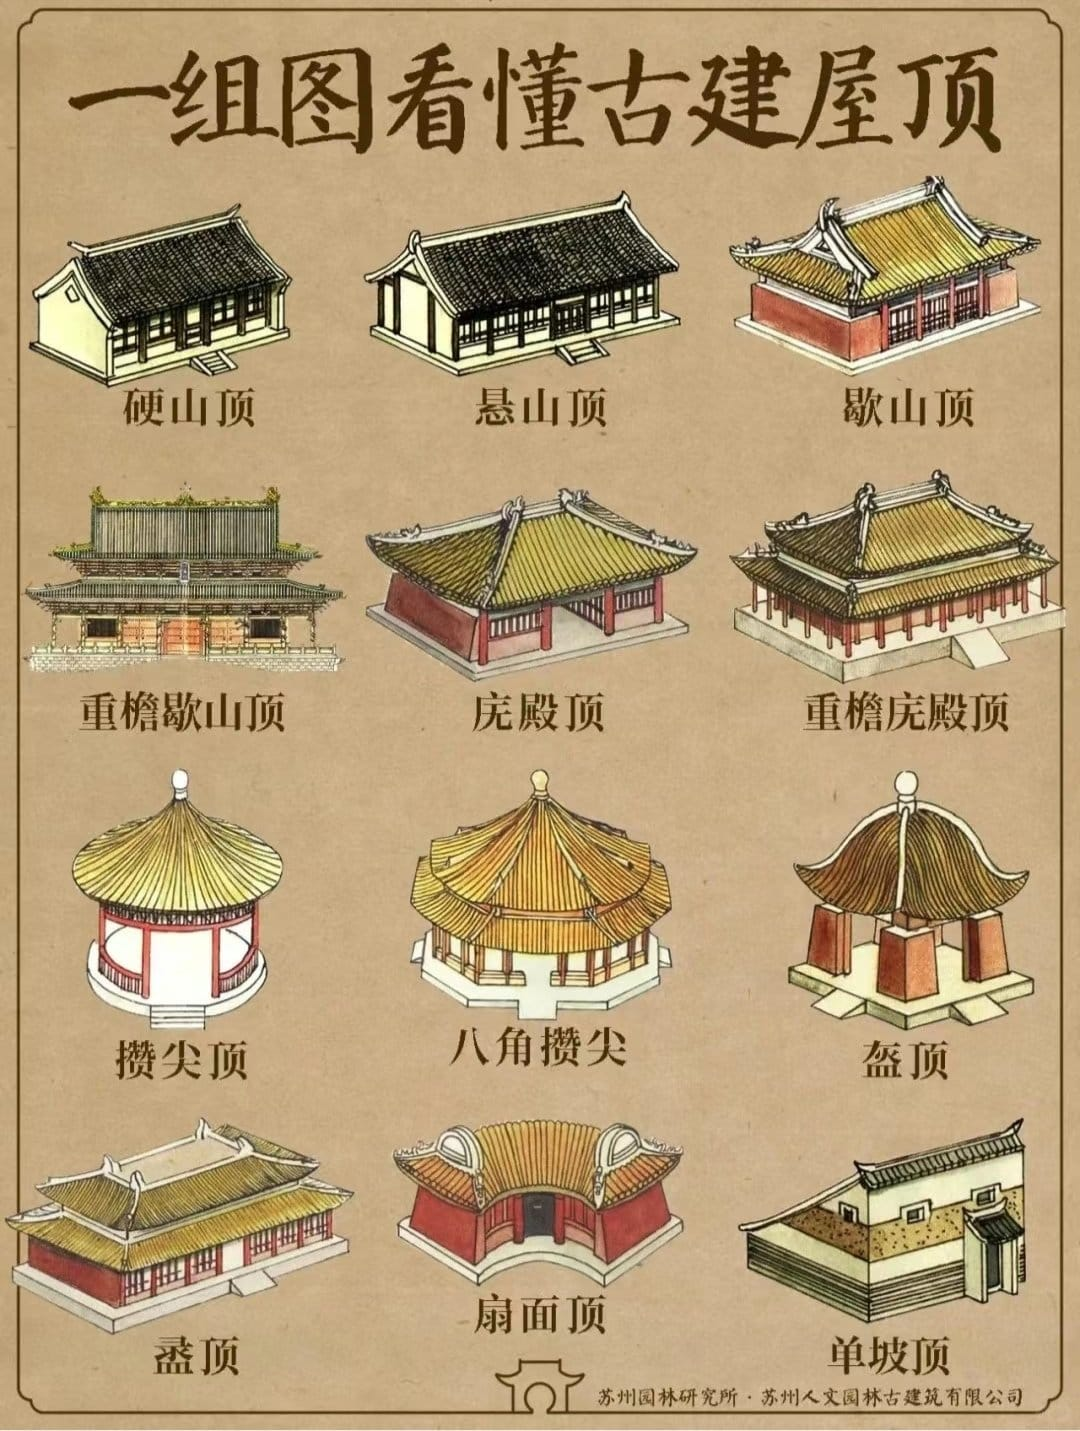 一组图看懂古建屋顶
硬山顶
悬山顶
歇山顶
重檐歇山顶
庑殿顶
重檐庑殿顶
攒尖顶
八角攒尖
盔顶
盝顶
扇面顶
单坡顶
苏州园林研究所·苏州人文园林古建筑有限公司